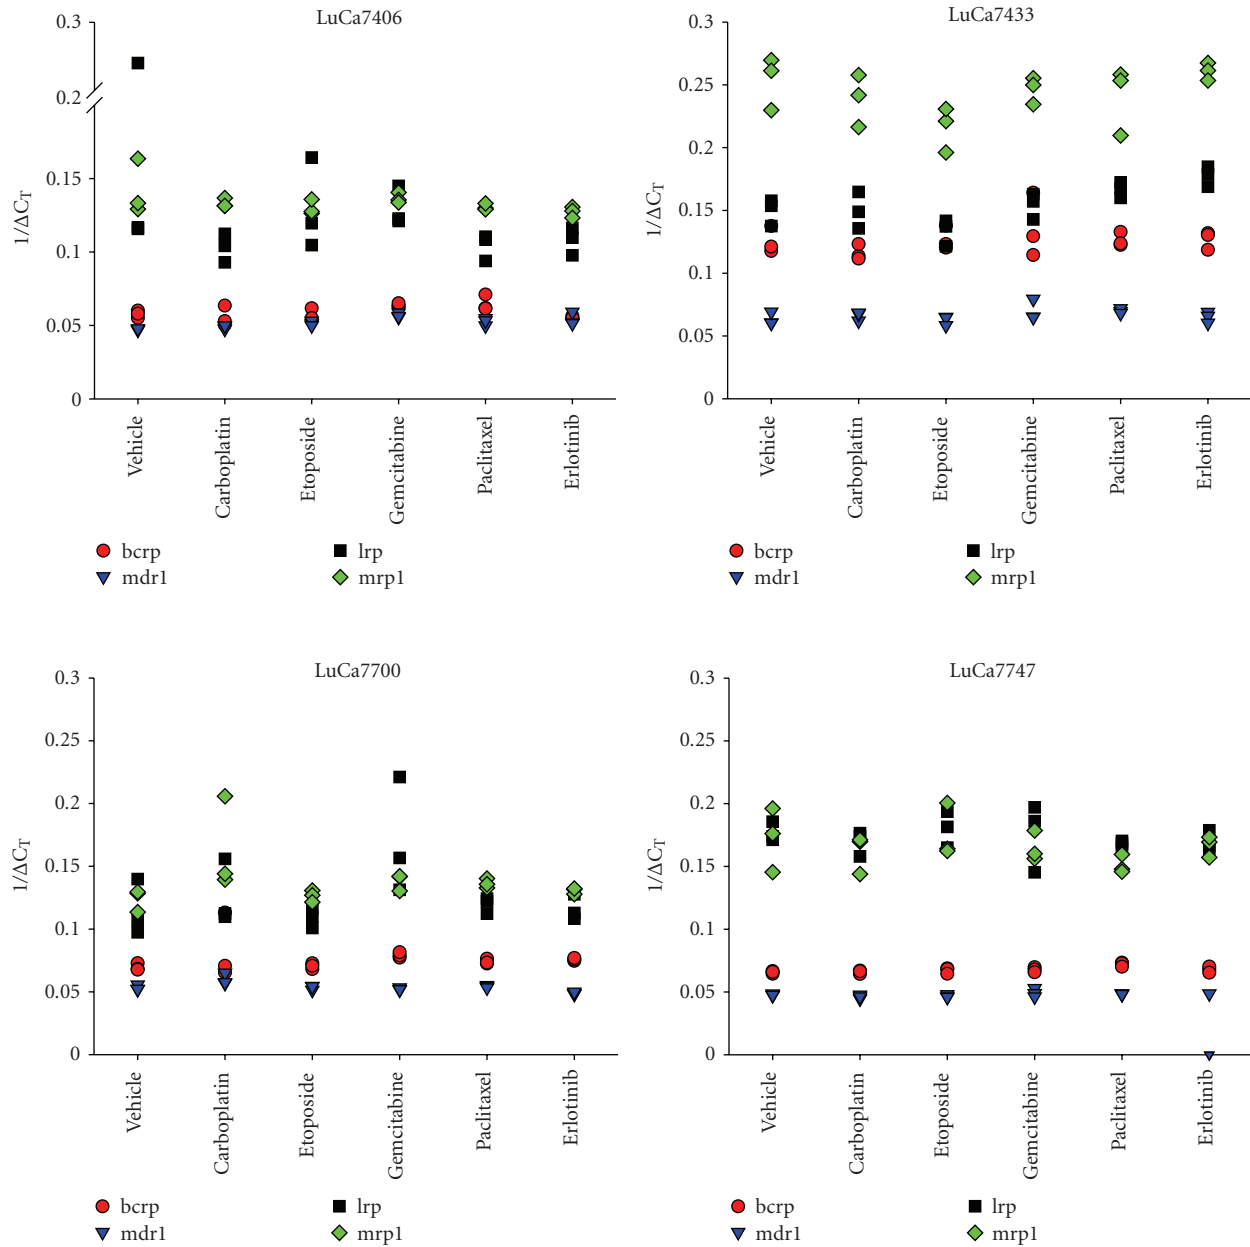 LuCa7406
0.3
0.2
0.15
0.1
0.05
0
1/ΔCT
Vehicle
Carboplatin
Etoposide
Gemcitabine
Paclitaxel
Erlotinib
bcrp
lrp
mdr1
mrp1
LuCa7433
0.3
0.25
0.2
0.15
0.1
0.05
0
1/ΔCT
Vehicle
Carboplatin
Etoposide
Gemcitabine
Paclitaxel
Erlotinib
bcrp
lrp
mdr1
mrp1
LuCa7700
0.3
0.25
0.2
0.15
0.1
0.05
0
1/ΔCT
Vehicle
Carboplatin
Etoposide
Gemcitabine
Paclitaxel
Erlotinib
bcrp
lrp
mdr1
mrp1
LuCa7747
0.3
0.25
0.2
0.15
0.1
0.05
0
1/ΔCT
Vehicle
Carboplatin
Etoposide
Gemcitabine
Paclitaxel
Erlotinib
bcrp
lrp
mdr1
mrp1